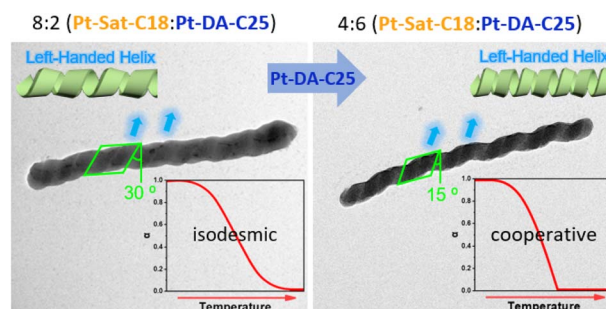 8:2 (Pt-Sat-C18:Pt-DA-C25)
4:6 (Pt-Sat-C18:Pt-DA-C25)
Left-Handed Helix
Pt-DA-C25
Left-Handed Helix
30 °
15 °
1.0
0.8
0.6
0.4
0.2
0.0
α
isodesmic
Temperature
1.0
0.8
0.6
0.4
0.2
0.0
α
cooperative
Temperature